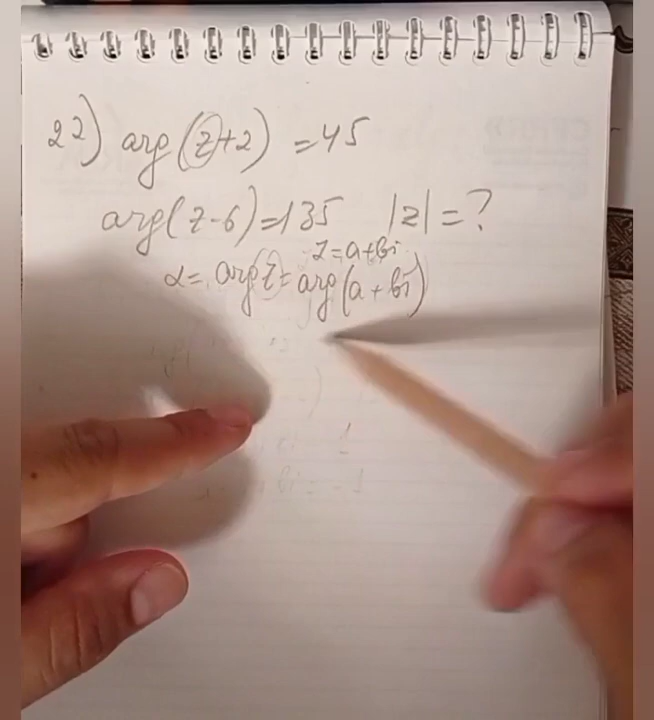 22) arg(z+2) = 45
arg(z-6)=135 |z|=?
z=a+bi
α= arg z= arg(a+bi)